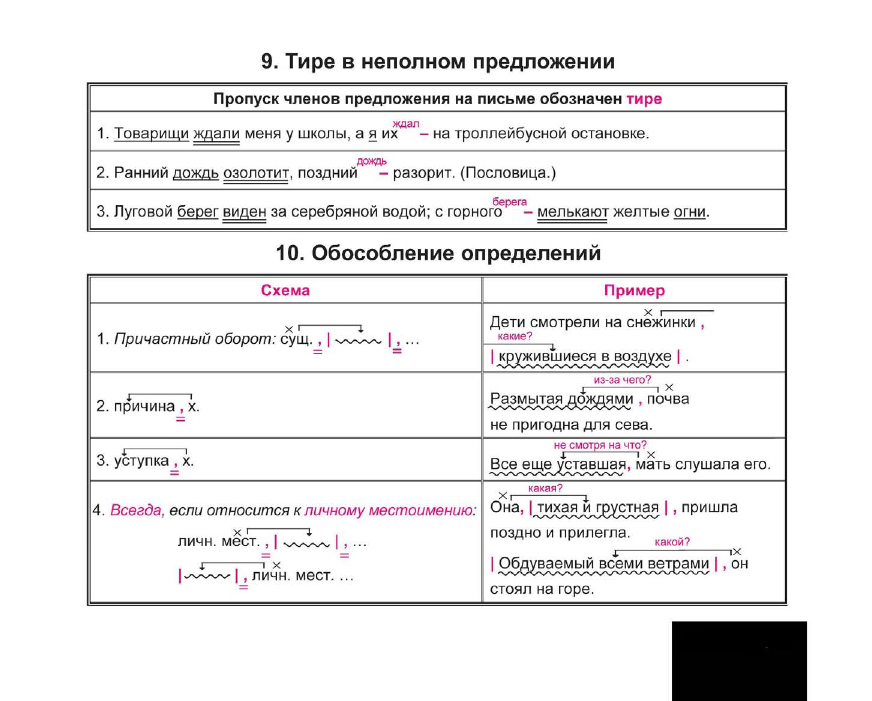 9. Тире в неполном предложении
Пропуск членов предложения на письме обозначен тире
ждал
1. Товарищи ждали меня у школы, а я их – на троллейбусной остановке.
дождь
2. Ранний дождь озолотит, поздний – разорит. (Пословица.)
берега
3. Луговой берег виден за серебряной водой; с горного – мелькают желтые огни.
10. Обособление определений
Схема
Пример
1. Причастный оборот: сущ. , | | , ...
Дети смотрели на снежинки ,
какие?
| кружившиеся в воздухе | .
2. причина , х.
из-за чего?
Размытая дождями , почва
не пригодна для сева.
3. уступка , х.
не смотря на что?
Все еще уставшая, мать слушала его.
4. Всегда, если относится к личному местоимению:
личн. мест. , | | , ...
| | , личн. мест. ...
какая?
Она, | тихая и грустная | , пришла
поздно и прилегла.
какой?
| Обдуваемый всеми ветрами | , он
стоял на горе.